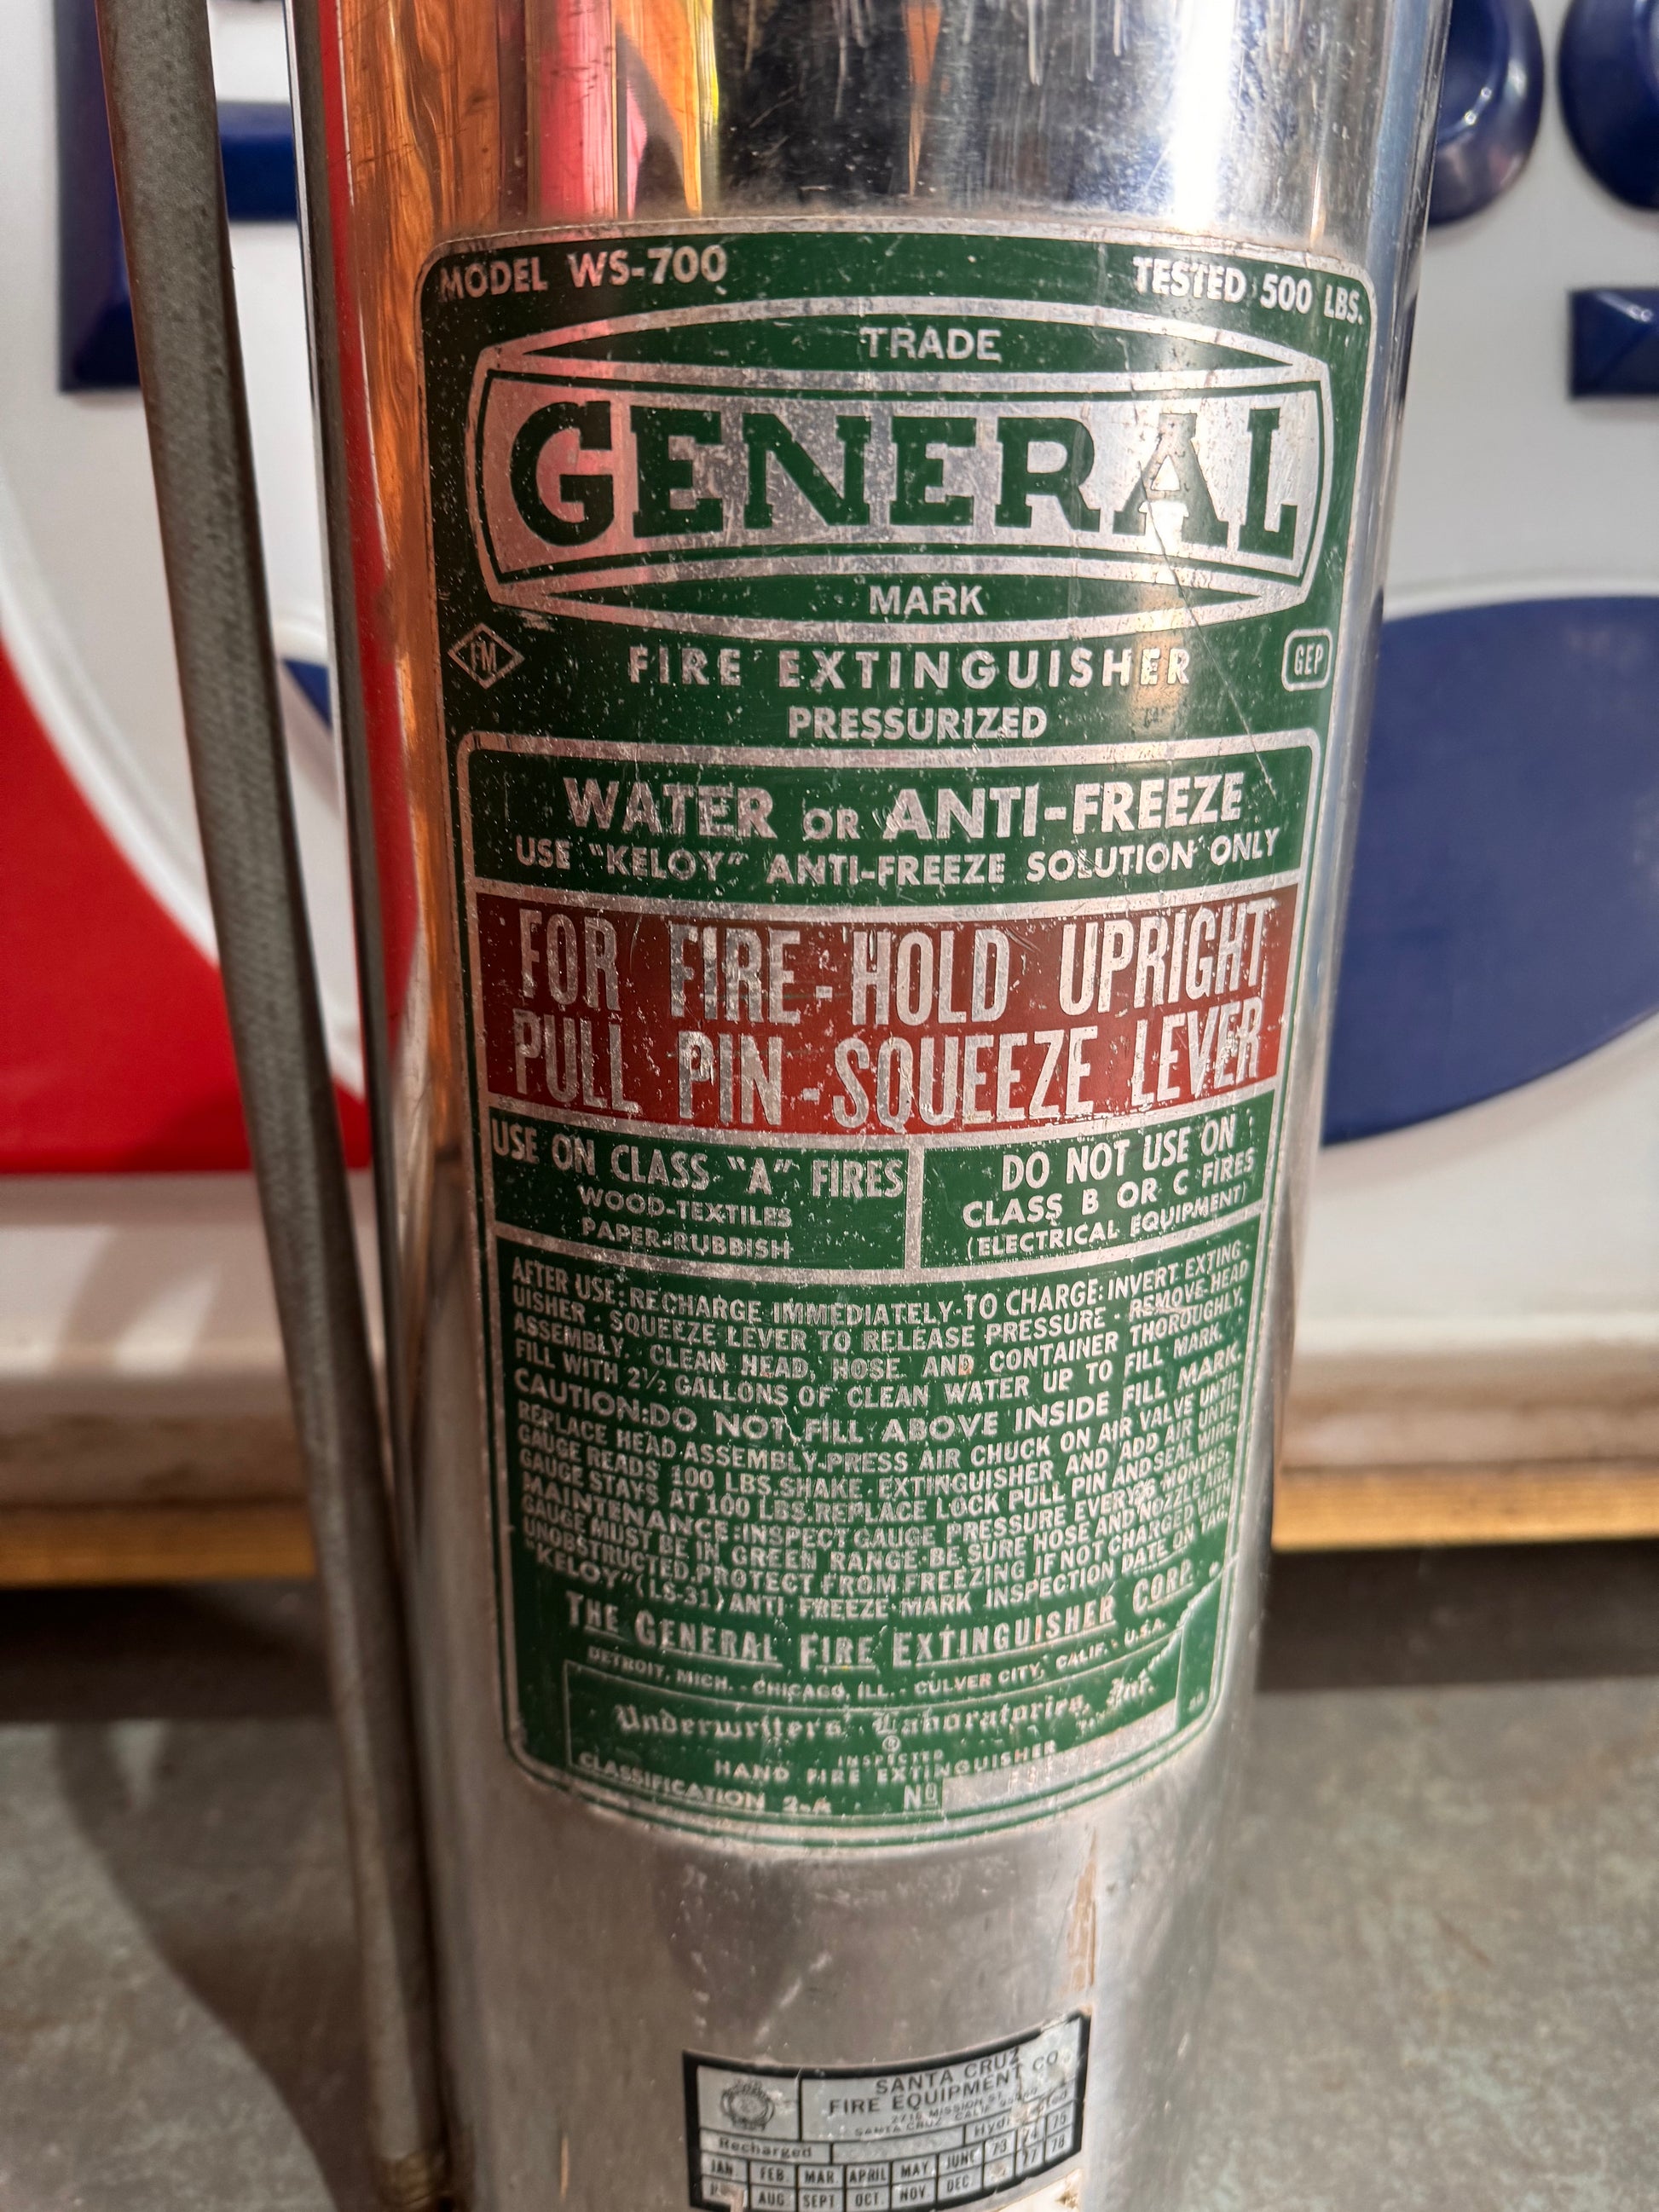 MODEL WS-700
TESTED 500 LBS.
TRADE
GENERAL
MARK
FM
GEP
FIRE EXTINGUISHER
PRESSURIZED
WATER OR ANTI-FREEZE
USE "KELOY" ANTI-FREEZE SOLUTION ONLY
FOR FIRE-HOLD UPRIGHT
PULL PIN-SQUEEZE LEVER
USE ON CLASS "A" FIRES
WOOD-TEXTILES
PAPER-RUBBISH
DO NOT USE ON
CLASS B OR C FIRES
(ELECTRICAL EQUIPMENT)
AFTER USE: RECHARGE IMMEDIATELY-TO CHARGE: INVERT EXTING-
UISHER - SQUEEZE LEVER TO RELEASE PRESSURE - REMOVE HEAD
ASSEMBLY. CLEAN HEAD, HOSE AND CONTAINER THOROUGHLY.
FILL WITH 2½ GALLONS OF CLEAN WATER UP TO FILL MARK.
CAUTION:DO NOT FILL ABOVE INSIDE FILL MARK.
REPLACE HEAD ASSEMBLY-PRESS AIR CHUCK ON AIR VALVE UNTIL
GAUGE READS 100 LBS. SHAKE EXTINGUISHER AND ADD AIR UNTIL
GAUGE STAYS AT 100 LBS. REPLACE LOCK PULL PIN AND SEAL WIRE.
MAINTENANCE: INSPECT GAUGE PRESSURE EVERY MONTHS.
GAUGE MUST BE IN GREEN RANGE-BE SURE HOSE AND NOZZLE ARE
UNOBSTRUCTED. PROTECT FROM FREEZING IF NOT CHARGED WITH
"KELOY" (LS-31) ANTI FREEZE-MARK INSPECTION DATE ON TAG.
THE GENERAL FIRE EXTINGUISHER CORP.
DETROIT, MICH. - CHICAGO, ILL. - CULVER CITY, CALIF. - U.S.A.
Underwriters Laboratories, Inc.
®
INSPECTED
HAND FIRE EXTINGUISHER
CLASSIFICATION 2-A No
SANTA CRUZ
FIRE EQUIPMENT CO
2716 MISSION ST
SANTA CRUZ CALIF
Recharged
JAN. FEB. MAR. APRIL MAY JUNE 73 74 75
AUG. SEPT OCT. NOV. DEC. 77 78